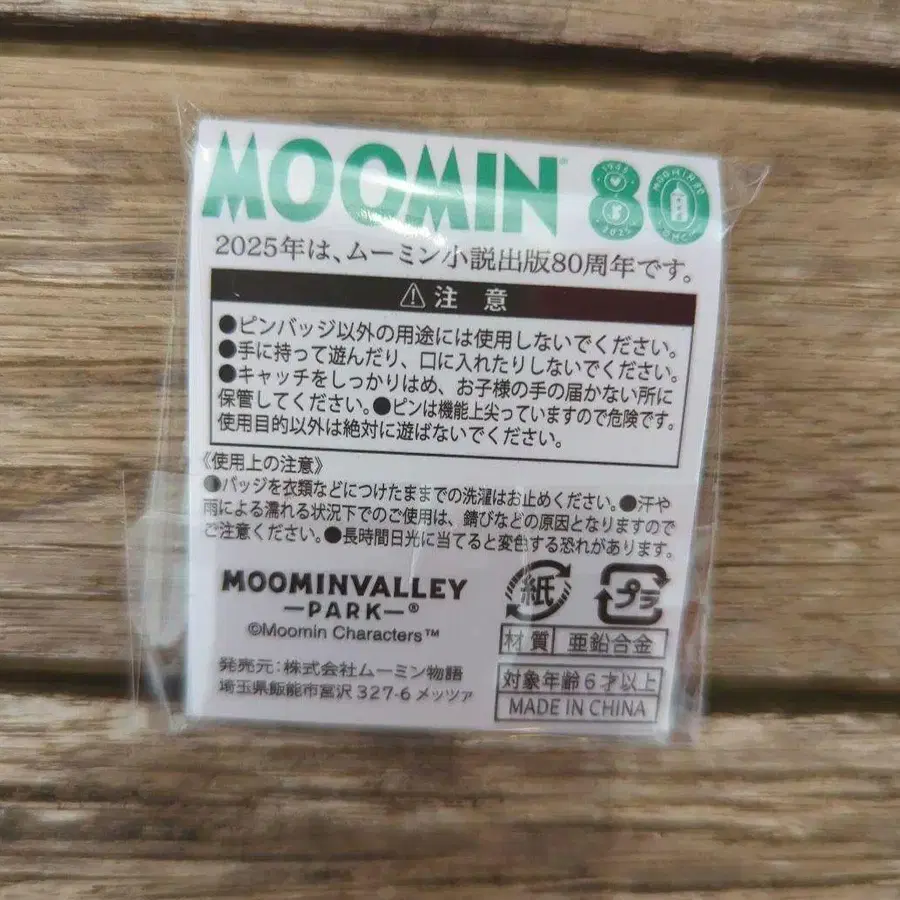 MOOMIN 80
1945
2025
MOOMIN80
2025年は、ムーミン小説出版80周年です。
⚠注 意
●ピンバッジ以外の用途には使用しないでください。
●手に持って遊んだり、口に入れたりしないでください。
●キャッチをしっかりはめ、お子様の手の届かない所に
保管してください。●ピンは機能上尖っていますので危険です。
使用目的以外は絶対に遊ばないでください。
《使用上の注意》
●バッジを衣類などにつけたままでの洗濯はお止めください。●汗や
雨による濡れる状況下でのご使用は、錆びなどの原因となりますので
ご注意ください。●長時間日光に当てると変色する恐れがあります。
MOOMINVALLEY
—PARK—®
©Moomin Characters™
発売元：株式会社ムーミン物語
埼玉県飯能市宮沢 327-6 メッツァ
紙
プラ
材質 亜鉛合金
対象年齢6才以上
MADE IN CHINA